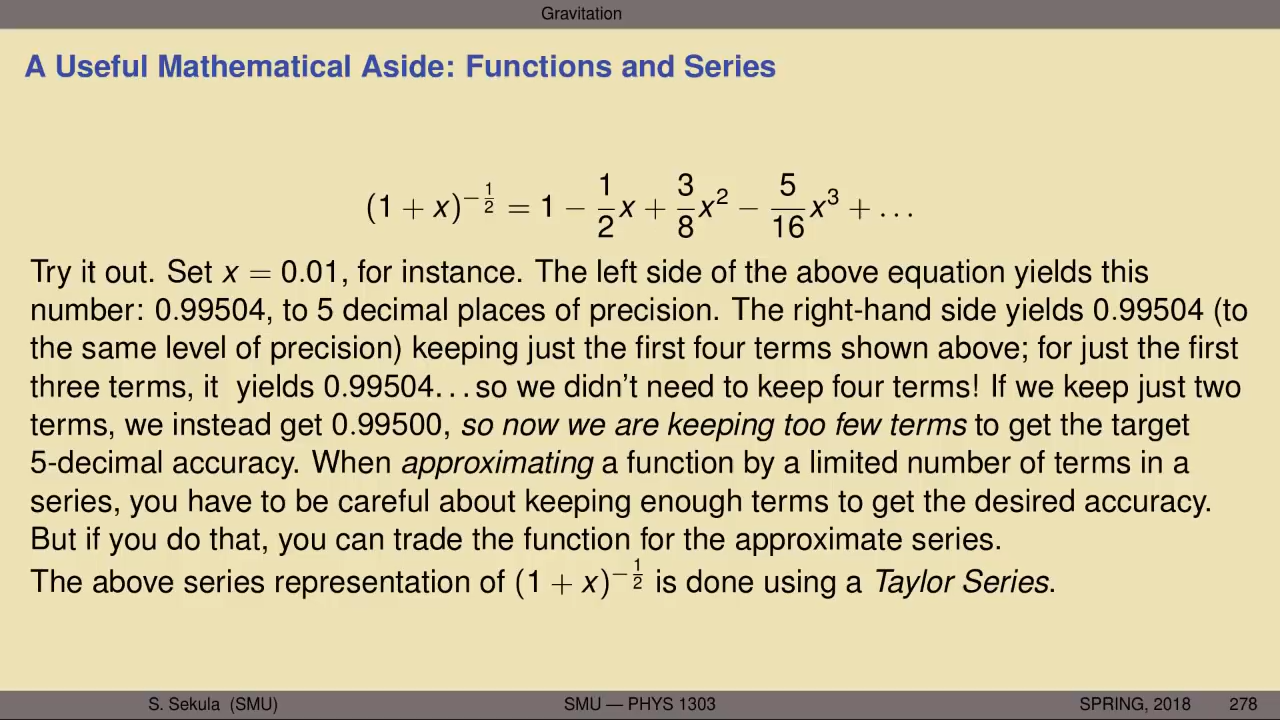 Gravitation
A Useful Mathematical Aside: Functions and Series
(1 + x)^{-\frac{1}{2}} = 1 - \frac{1}{2}x + \frac{3}{8}x^2 - \frac{5}{16}x^3 + ...
Try it out. Set x = 0.01, for instance. The left side of the above equation yields this
number: 0.99504, to 5 decimal places of precision. The right-hand side yields 0.99504 (to
the same level of precision) keeping just the first four terms shown above; for just the first
three terms, it yields 0.99504...so we didn't need to keep four terms! If we keep just two
terms, we instead get 0.99500, so now we are keeping too few terms to get the target
5-decimal accuracy. When approximating a function by a limited number of terms in a
series, you have to be careful about keeping enough terms to get the desired accuracy.
But if you do that, you can trade the function for the approximate series.
The above series representation of (1 + x)^{-\frac{1}{2}} is done using a Taylor Series.
S. Sekula (SMU) SMU — PHYS 1303 SPRING, 2018 278